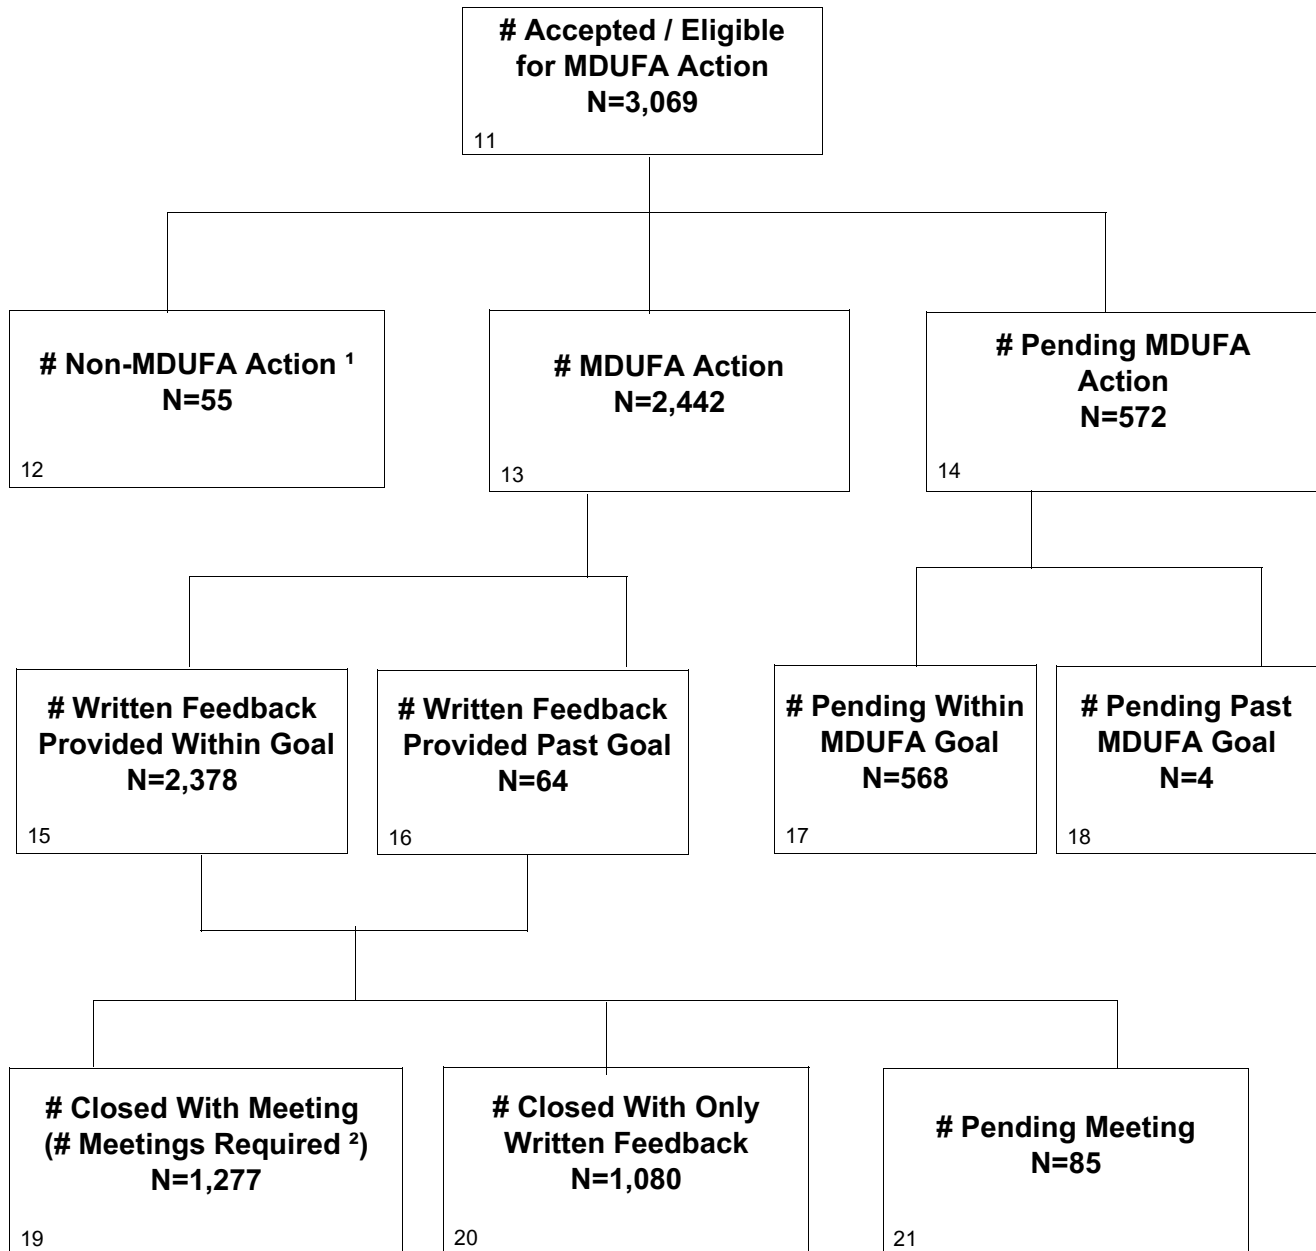 # Accepted / Eligible
for MDUFA Action
N=3,069
11
# Non-MDUFA Action ¹
N=55
12
# MDUFA Action
N=2,442
13
# Pending MDUFA
Action
N=572
14
# Written Feedback
Provided Within Goal
N=2,378
15
# Written Feedback
Provided Past Goal
N=64
16
# Pending Within
MDUFA Goal
N=568
17
# Pending Past
MDUFA Goal
N=4
18
# Closed With Meeting
(# Meetings Required ²)
N=1,277
19
# Closed With Only
Written Feedback
N=1,080
20
# Pending Meeting
N=85
21